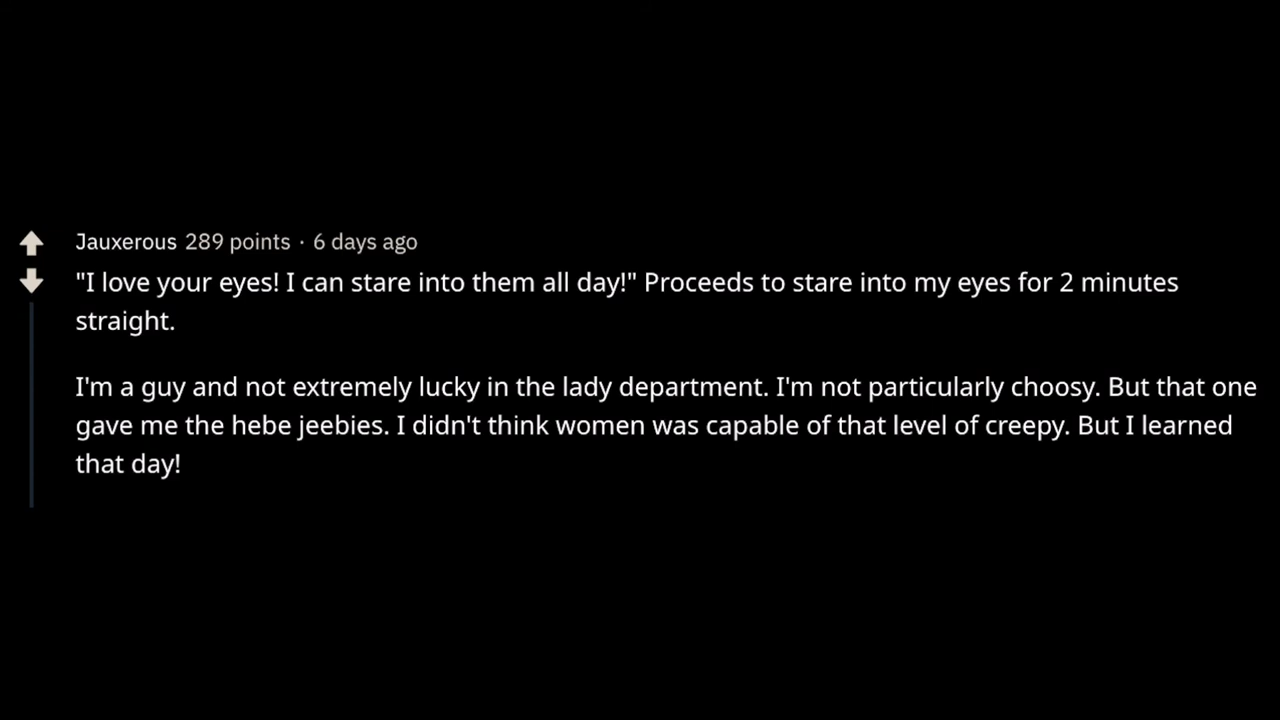 Jauxerous 289 points · 6 days ago
"I love your eyes! I can stare into them all day!" Proceeds to stare into my eyes for 2 minutes
straight.
I'm a guy and not extremely lucky in the lady department. I'm not particularly choosy. But that one
gave me the hebe jeebies. I didn't think women was capable of that level of creepy. But I learned
that day!